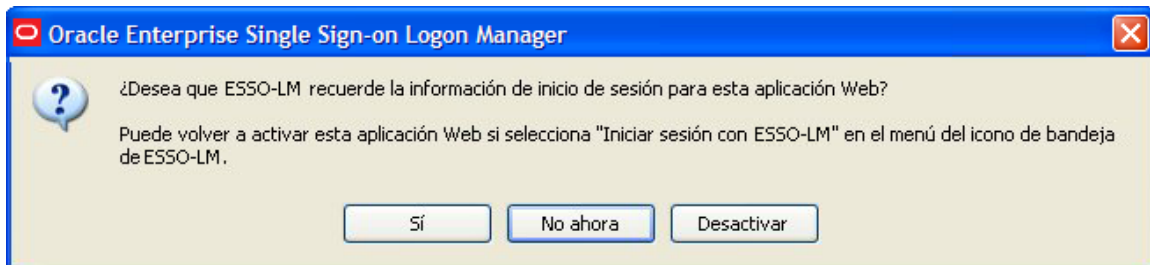 Oracle Enterprise Single Sign-on Logon Manager
¿Desea que ESSO-LM recuerde la información de inicio de sesión para esta aplicación Web?
Puede volver a activar esta aplicación Web si selecciona "Iniciar sesión con ESSO-LM" en el menú del icono de bandeja
de ESSO-LM.
Sí No ahora Desactivar